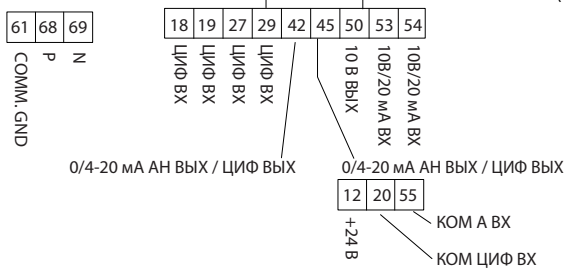 61 68 69
COMM. GND
P
N
18 19 27 29 42 45 50 53 54
ЦИФ ВХ
ЦИФ ВХ
ЦИФ ВХ
ЦИФ ВХ
10 В ВЫХ
10В/20 мА ВХ
10В/20 мА ВХ
0/4-20 мА АН ВЫХ / ЦИФ ВЫХ
0/4-20 мА АН ВЫХ / ЦИФ ВЫХ
12 20 55
+24 В
КОМ А ВХ
КОМ ЦИФ ВХ